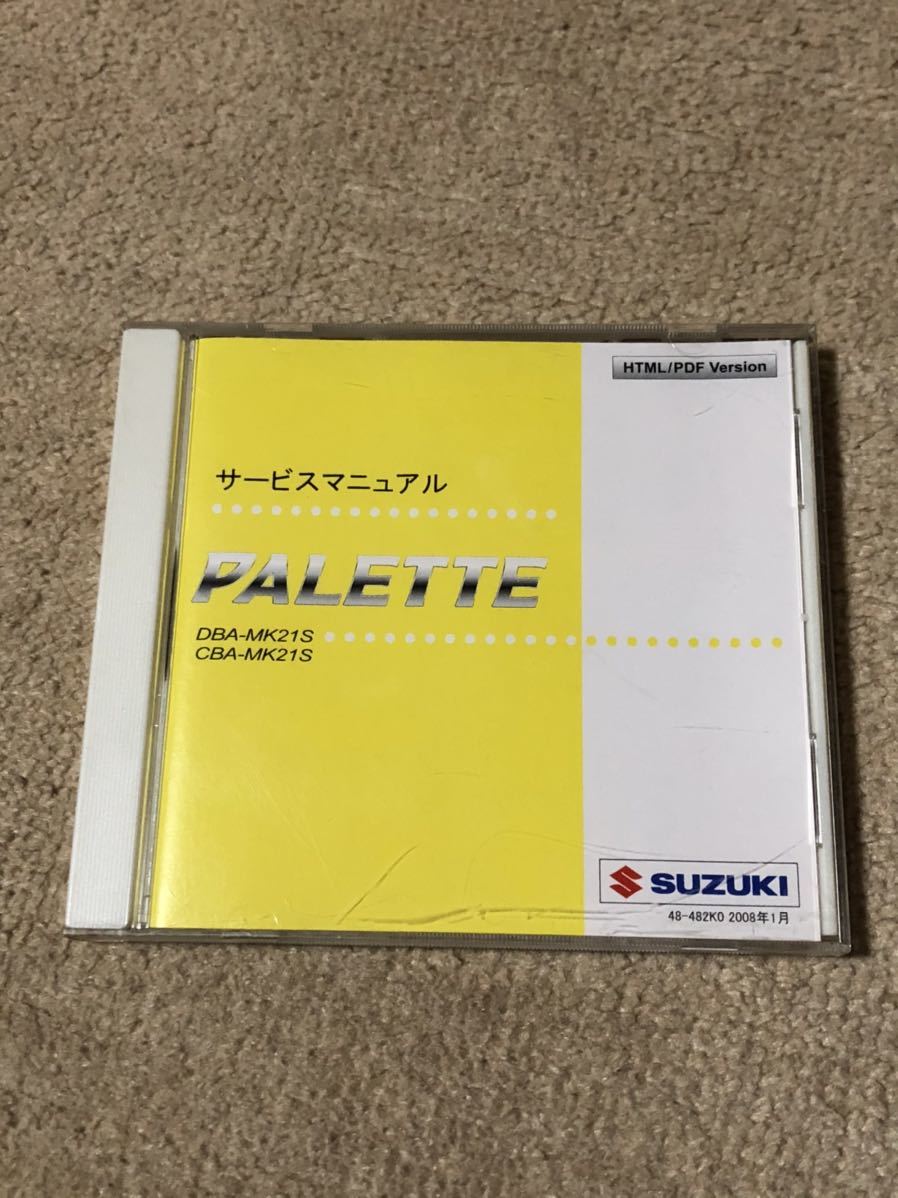 HTML/PDF Version
サービスマニュアル
PALETTE
DBA-MK21S
CBA-MK21S
SUZUKI
48-482K0 2008年1月